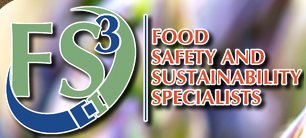 FS3
FOOD
SAFETY AND
SUSTAINABILITY
SPECIALISTS